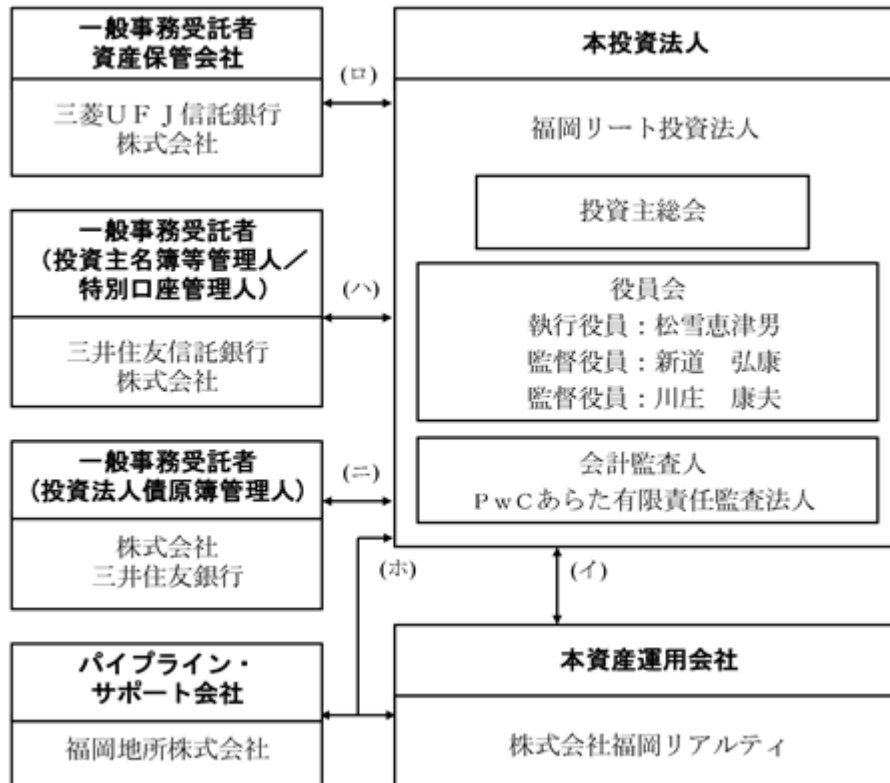 一般事務受託者
資産保管会社
三菱UFJ信託銀行
株式会社
(ロ)
一般事務受託者
(投資主名簿等管理人/
特別口座管理人)
三井住友信託銀行
株式会社
(ハ)
一般事務受託者
(投資法人債原簿管理人)
株式会社
三井住友銀行
(ニ)
パイプライン・
サポート会社
福岡地所株式会社
(ホ)
本投資法人
福岡リート投資法人
投資主総会
役員会
執行役員:松雪恵津男
監督役員:新道 弘康
監督役員:川庄 康夫
会計監査人
PwCあらた有限責任監査法人
(イ)
本資産運用会社
株式会社福岡リアルティ